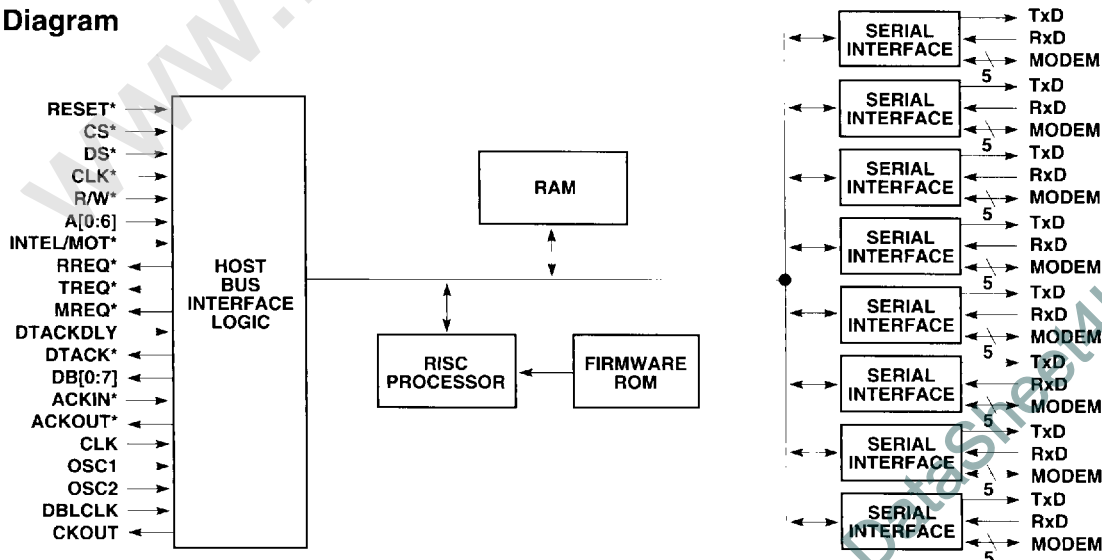 Diagram
RESET*
CS*
DS*
CLK*
R/W*
A[0:6]
INTEL/MOT*
RREQ*
TREQ*
MREQ*
DTACKDLY
DTACK*
DB[0:7]
ACKIN*
ACKOUT*
CLK
OSC1
OSC2
DBLCLK
CKOUT
HOST
BUS
INTERFACE
LOGIC
RAM
RISC
PROCESSOR
FIRMWARE
ROM
SERIAL
INTERFACE
TxD
RxD
MODEM
5
SERIAL
INTERFACE
TxD
RxD
MODEM
5
SERIAL
INTERFACE
TxD
RxD
MODEM
5
SERIAL
INTERFACE
TxD
RxD
MODEM
5
SERIAL
INTERFACE
TxD
RxD
MODEM
5
SERIAL
INTERFACE
TxD
RxD
MODEM
SERIAL
INTERFACE
TxD
RxD
MODEM
5
SERIAL
INTERFACE
TxD
RxD
MODEM
5
www.
DataSheet4U